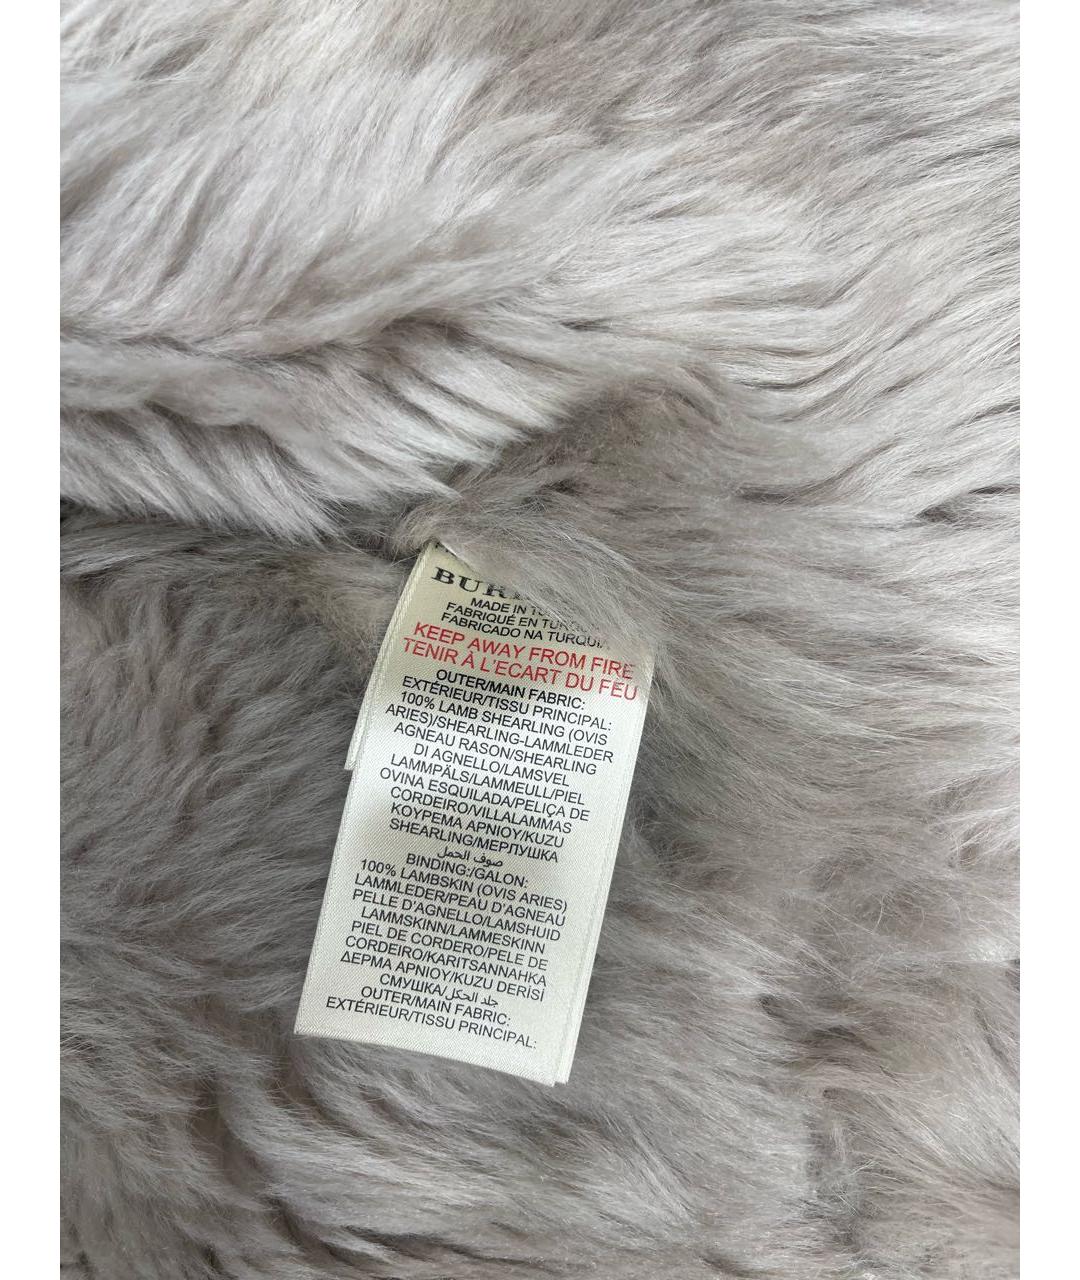 MADE IN
FABRIQUÉ EN
FABRICADO NA TURQUIA
KEEP AWAY FROM FIRE
TENIR À L'ECART DU FEU
OUTER/MAIN FABRIC:
EXTÉRIEUR/TISSU PRINCIPAL:
100% LAMB SHEARLING (OVIS
ARIES)/SHEARLING-LAMMLEDER
AGNEAU RASON/SHEARLING
DI AGNELLO/LAMSVEL
LAMMPÄLS/LAMMEULL/PIEL
OVINA ESQUILADA/PELIÇA DE
CORDEIRO/VILLALAMMAS
ΚΟΥΡΕΜΑ ΑΡΝΙΟΥ/KUZU
SHEARLING/МЕРЛУШКА
صوف الحمل
BINDING:/GALON:
100% LAMBSKIN (OVIS ARIES)
LAMMLEDER/PEAU D'AGNEAU
PELLE D'AGNELLO/LAMSHUID
LAMMSKINN/LAMMESKINN
PIEL DE CORDERO/PELE DE
CORDEIRO/KARITSANNAHKA
ΔΕΡΜΑ ΑΡΝΙΟΥ/KUZU DERİSİ
СМУШКА/جلد الحكل
OUTER/MAIN FABRIC:
EXTÉRIEUR/TISSU PRINCIPAL: